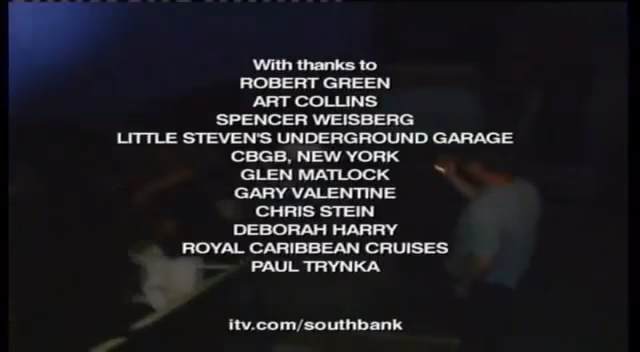 With thanks to
ROBERT GREEN
ART COLLINS
SPENCER WEISBERG
LITTLE STEVEN'S UNDERGROUND GARAGE
CBGB, NEW YORK
GLEN MATLOCK
GARY VALENTINE
CHRIS STEIN
DEBORAH HARRY
ROYAL CARIBBEAN CRUISES
PAUL TRYNKA
itv.com/southbank